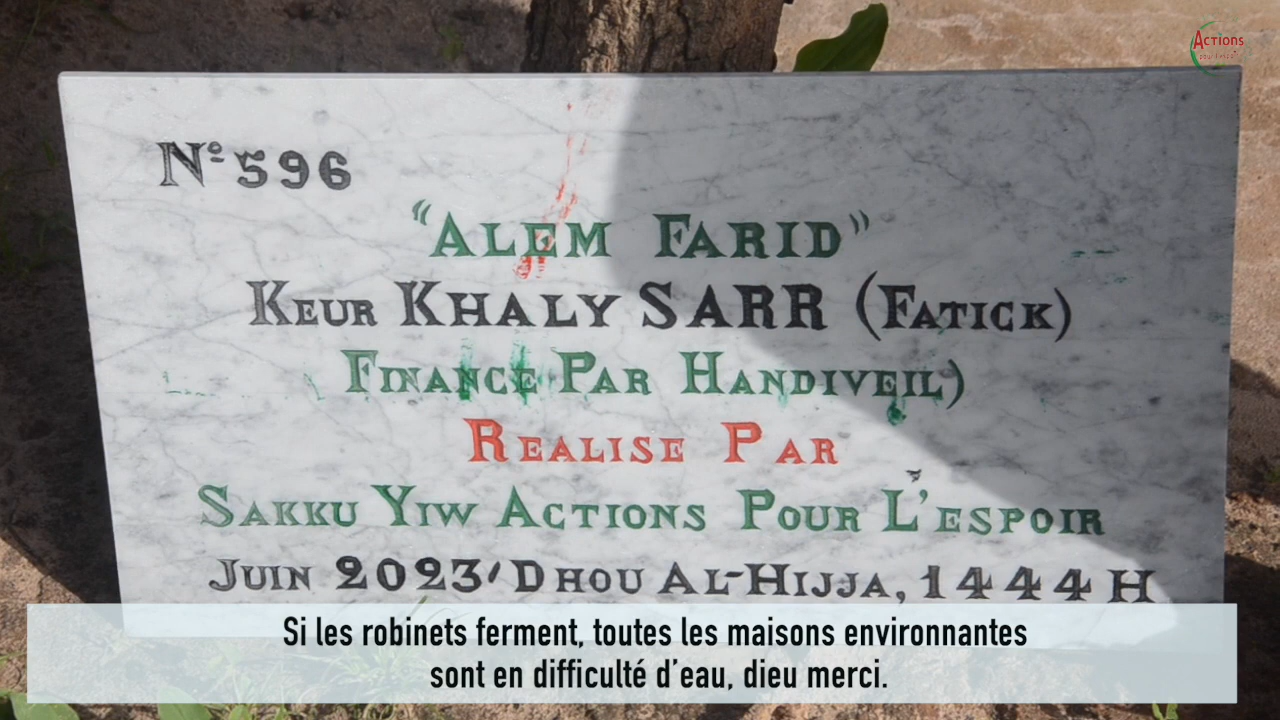 Actions
pour l'espoir
N° 596
"ALEM FARID"
KEUR KHALY SARR (FATICK)
FINANCE PAR HANDIVEIL)
REALISE PAR
SAKKU YIW ACTIONS POUR L'ESPOIR
JUIN 2023/DHOU AL-HIJJA, 1444 H
Si les robinets ferment, toutes les maisons environnantes
sont en difficulté d'eau, dieu merci.